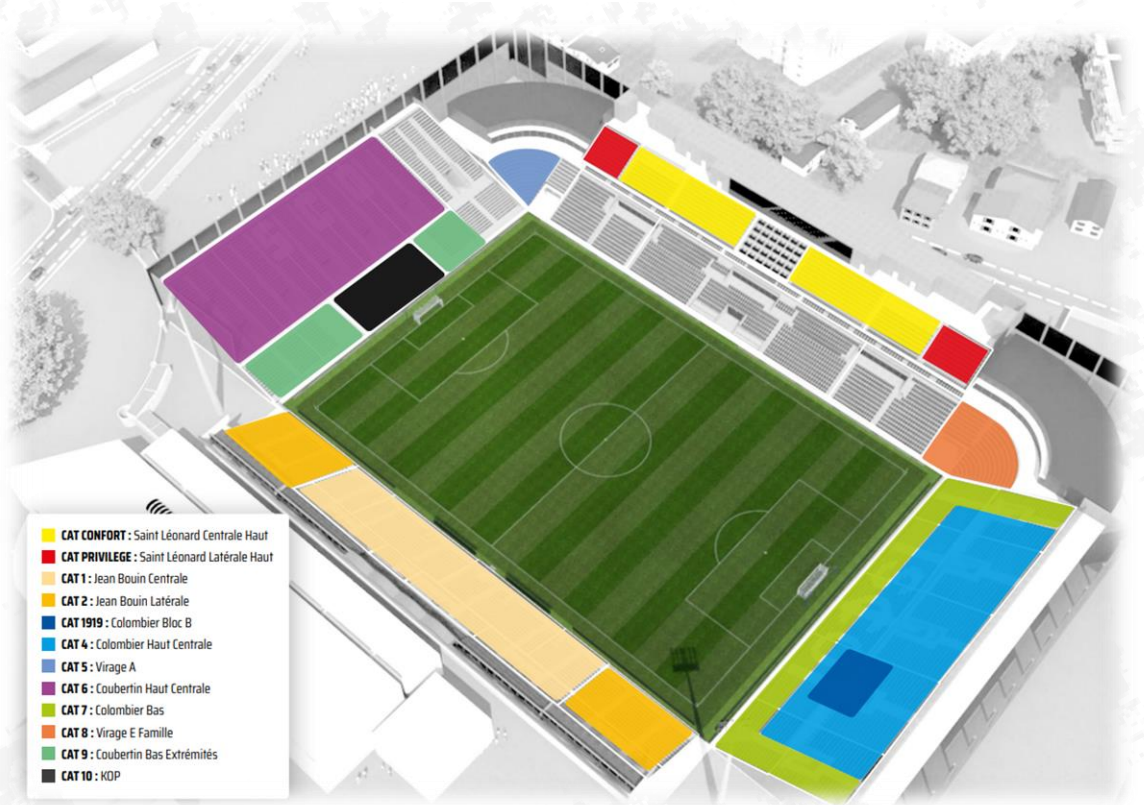 CAT CONFORT : Saint Léonard Centrale Haut
CAT PRIVILEGE : Saint Léonard Latérale Haut
CAT 1 : Jean Bouin Centrale
CAT 2 : Jean Bouin Latérale
CAT 1919 : Colombier Bloc B
CAT 4 : Colombier Haut Centrale
CAT 5 : Virage A
CAT 6 : Coubertin Haut Centrale
CAT 7 : Colombier Bas
CAT 8 : Virage E Famille
CAT 9 : Coubertin Bas Extrémités
CAT 10 : KOP